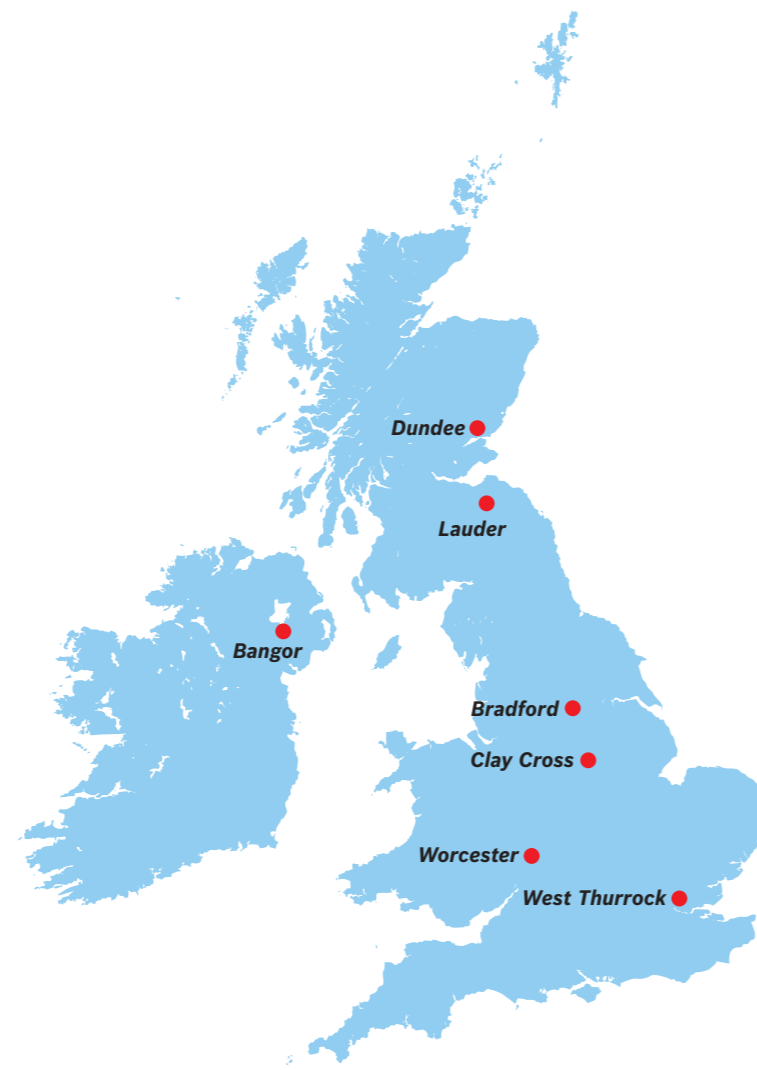 Dundee
Lauder
Bangor
Bradford
Clay Cross
Worcester
West Thurrock